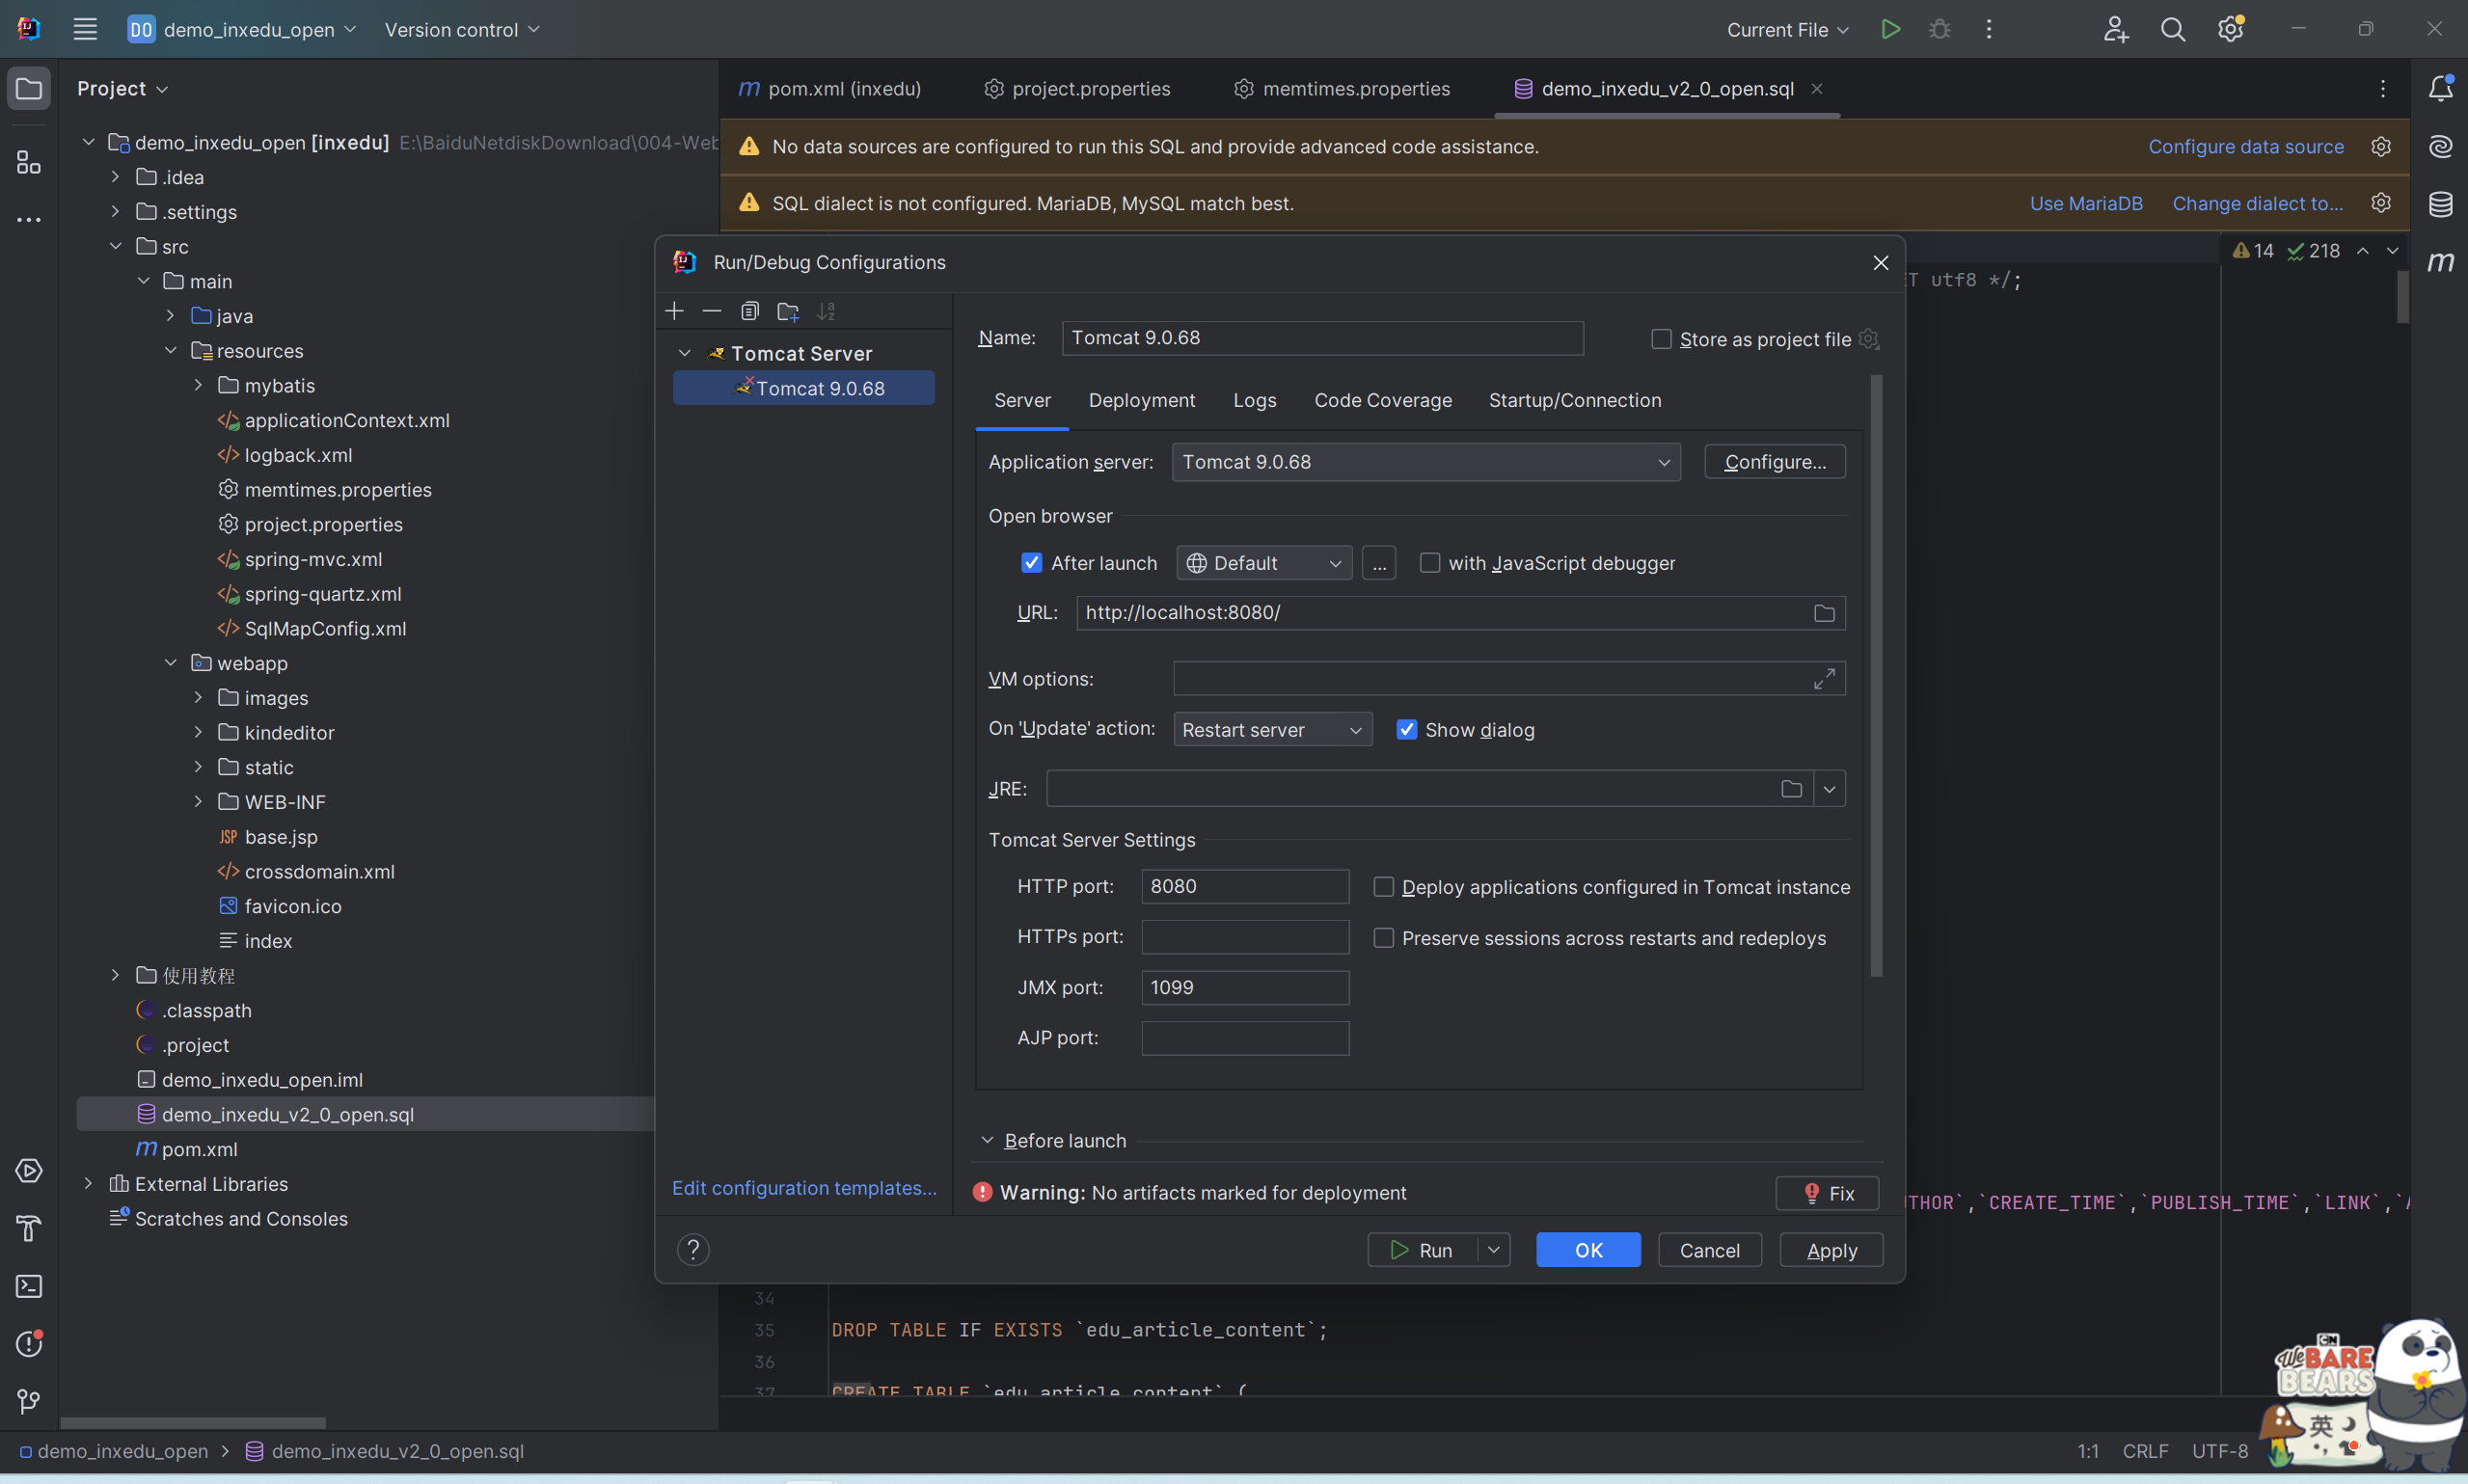 DO demo_inxedu_open
Version control
Current File
Project
m pom.xml (inxedu)
project.properties
memtimes.properties
demo_inxedu_v2_0_open.sql
No data sources are configured to run this SQL and provide advanced code assistance.
Configure data source
SQL dialect is not configured. MariaDB, MySQL match best.
Use MariaDB
Change dialect to...
14
218
T utf8 */;
demo_inxedu_open [inxedu] E:\BaiduNetdiskDownload\004-Web
.idea
.settings
src
main
java
resources
mybatis
applicationContext.xml
logback.xml
memtimes.properties
project.properties
spring-mvc.xml
spring-quartz.xml
SqlMapConfig.xml
webapp
images
kindeditor
static
WEB-INF
JSP base.jsp
crossdomain.xml
favicon.ico
index
使用教程
.classpath
.project
demo_inxedu_open.iml
demo_inxedu_v2_0_open.sql
m pom.xml
External Libraries
Scratches and Consoles
Run/Debug Configurations
Tomcat Server
Tomcat 9.0.68
Edit configuration templates...
Name: Tomcat 9.0.68
Store as project file
Server
Deployment
Logs
Code Coverage
Startup/Connection
Application server: Tomcat 9.0.68
Configure...
Open browser
After launch
Default
...
with JavaScript debugger
URL: http://localhost:8080/
VM options:
On 'Update' action: Restart server
Show dialog
JRE:
Tomcat Server Settings
HTTP port: 8080
Deploy applications configured in Tomcat instance
HTTPs port:
Preserve sessions across restarts and redeploys
JMX port: 1099
AJP port:
Before launch
Warning: No artifacts marked for deployment
Fix
?
Run
OK
Cancel
Apply
THOR`,`CREATE_TIME`,`PUBLISH_TIME`,`LINK`,`
34
35 DROP TABLE IF EXISTS `edu_article_content`;
36
37 CREATE TABLE `edu_article_content` (
demo_inxedu_open
demo_inxedu_v2_0_open.sql
1:1
CRLF
UTF-8
CN
We BARE
BEARS
英